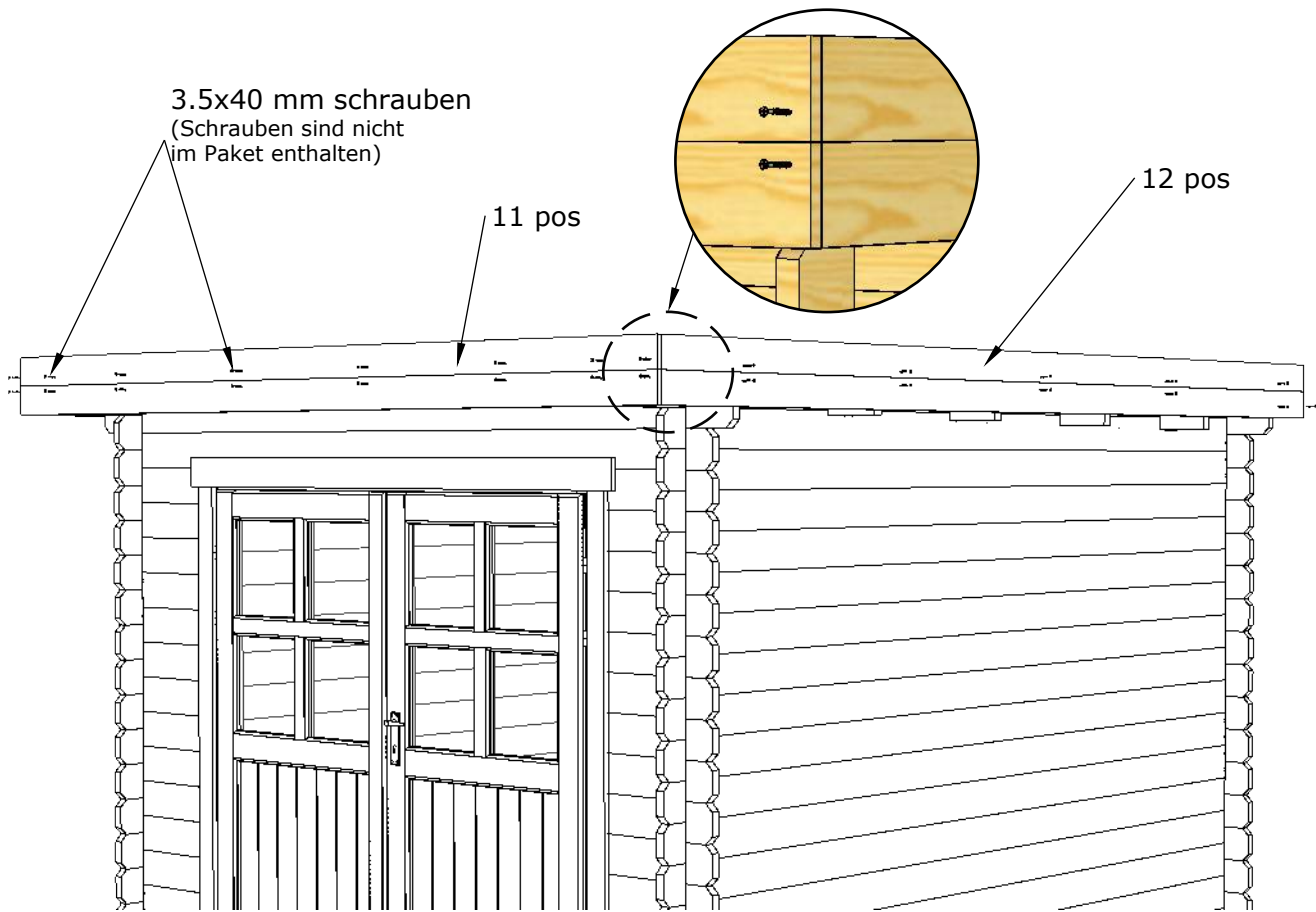 3.5x40 mm schrauben
(Schrauben sind nicht
im Paket enthalten)
11 pos
12 pos